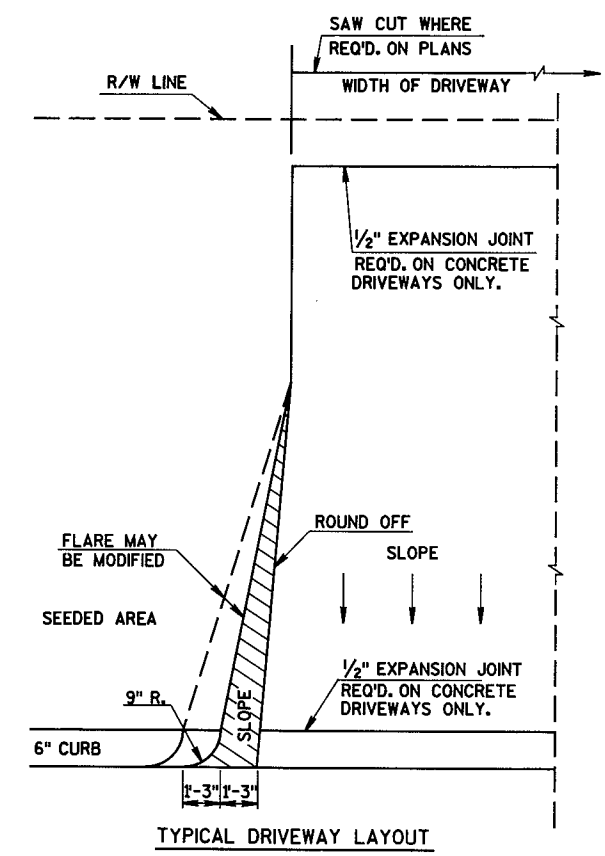 SAW CUT WHERE
REQ'D. ON PLANS
R/W LINE
WIDTH OF DRIVEWAY
1/2" EXPANSION JOINT
REQ'D. ON CONCRETE
DRIVEWAYS ONLY.
ROUND OFF
FLARE MAY
BE MODIFIED
SLOPE
SEEDED AREA
1/2" EXPANSION JOINT
REQ'D. ON CONCRETE
DRIVEWAYS ONLY.
9" R.
SLOPE
6" CURB
1'-3" 1'-3"
TYPICAL DRIVEWAY LAYOUT